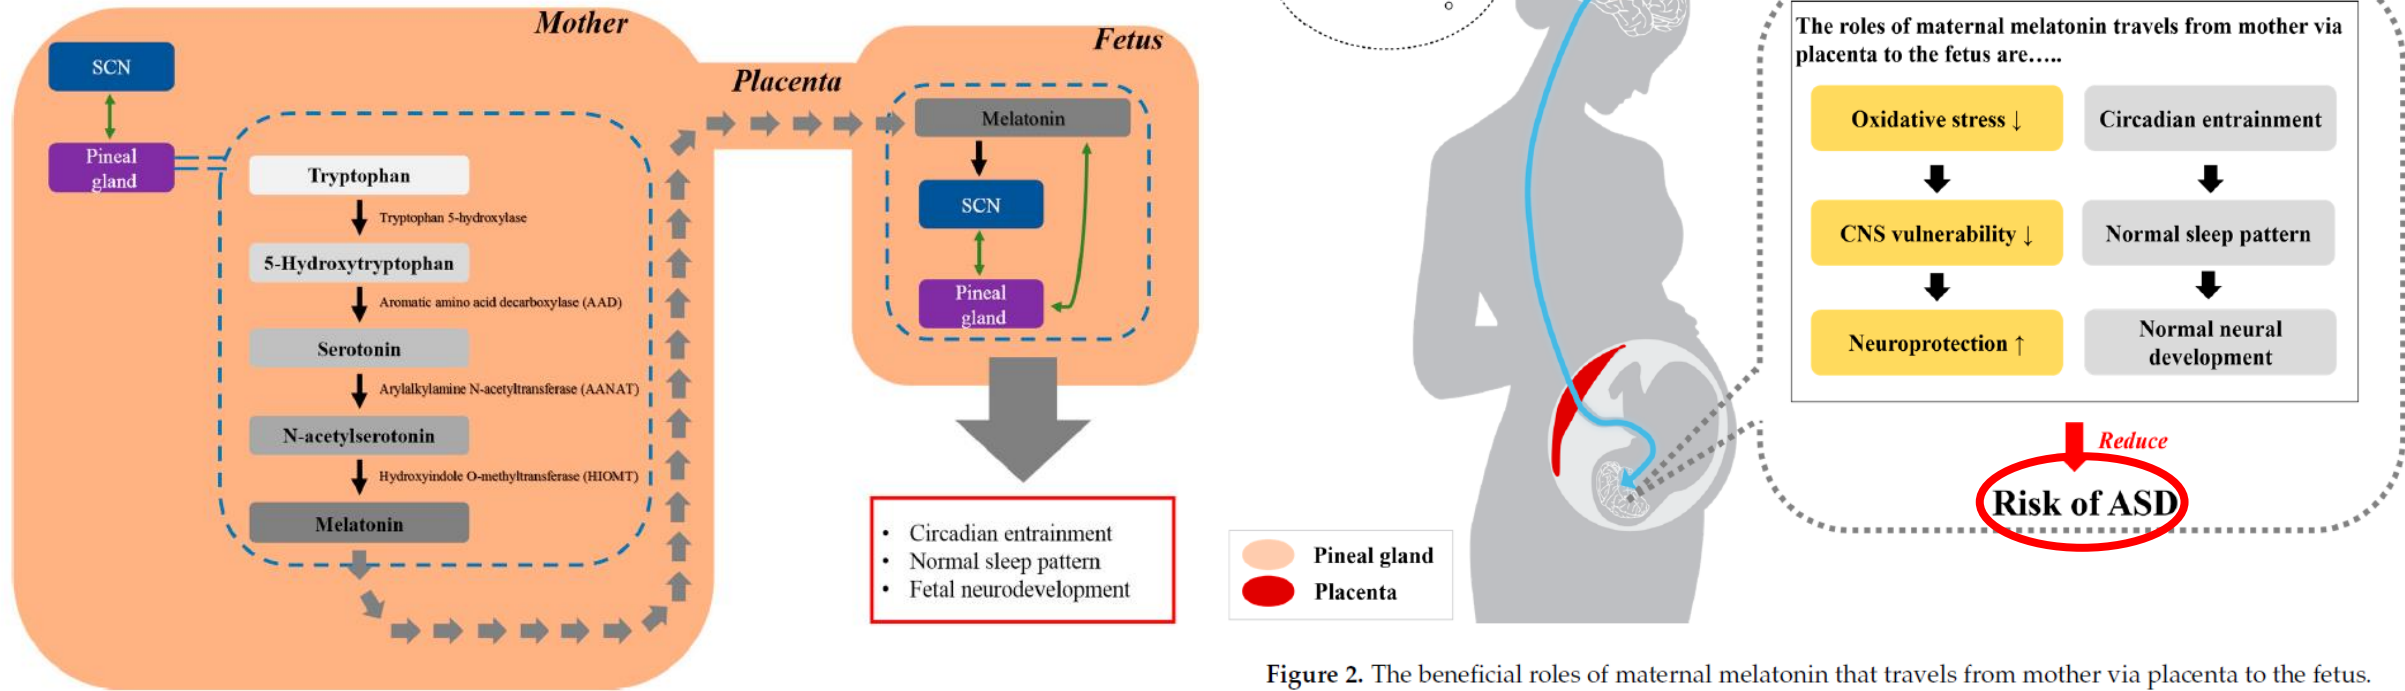 Mother
SCN
Pineal
gland
Tryptophan
Tryptophan 5-hydroxylase
5-Hydroxytryptophan
Aromatic amino acid decarboxylase (AAD)
Serotonin
Arylalkylamine N-acetyltransferase (AANAT)
N-acetylserotonin
Hydroxyindole O-methyltransferase (HIOMT)
Melatonin
Placenta
Fetus
Melatonin
SCN
Pineal
gland
• Circadian entrainment
• Normal sleep pattern
• Fetal neurodevelopment
Pineal gland
Placenta
The roles of maternal melatonin travels from mother via
placenta to the fetus are…..
Oxidative stress ↓
CNS vulnerability ↓
Neuroprotection ↑
Circadian entrainment
Normal sleep pattern
Normal neural
development
Reduce
Risk of ASD
Figure 2. The beneficial roles of maternal melatonin that travels from mother via placenta to the fetus.